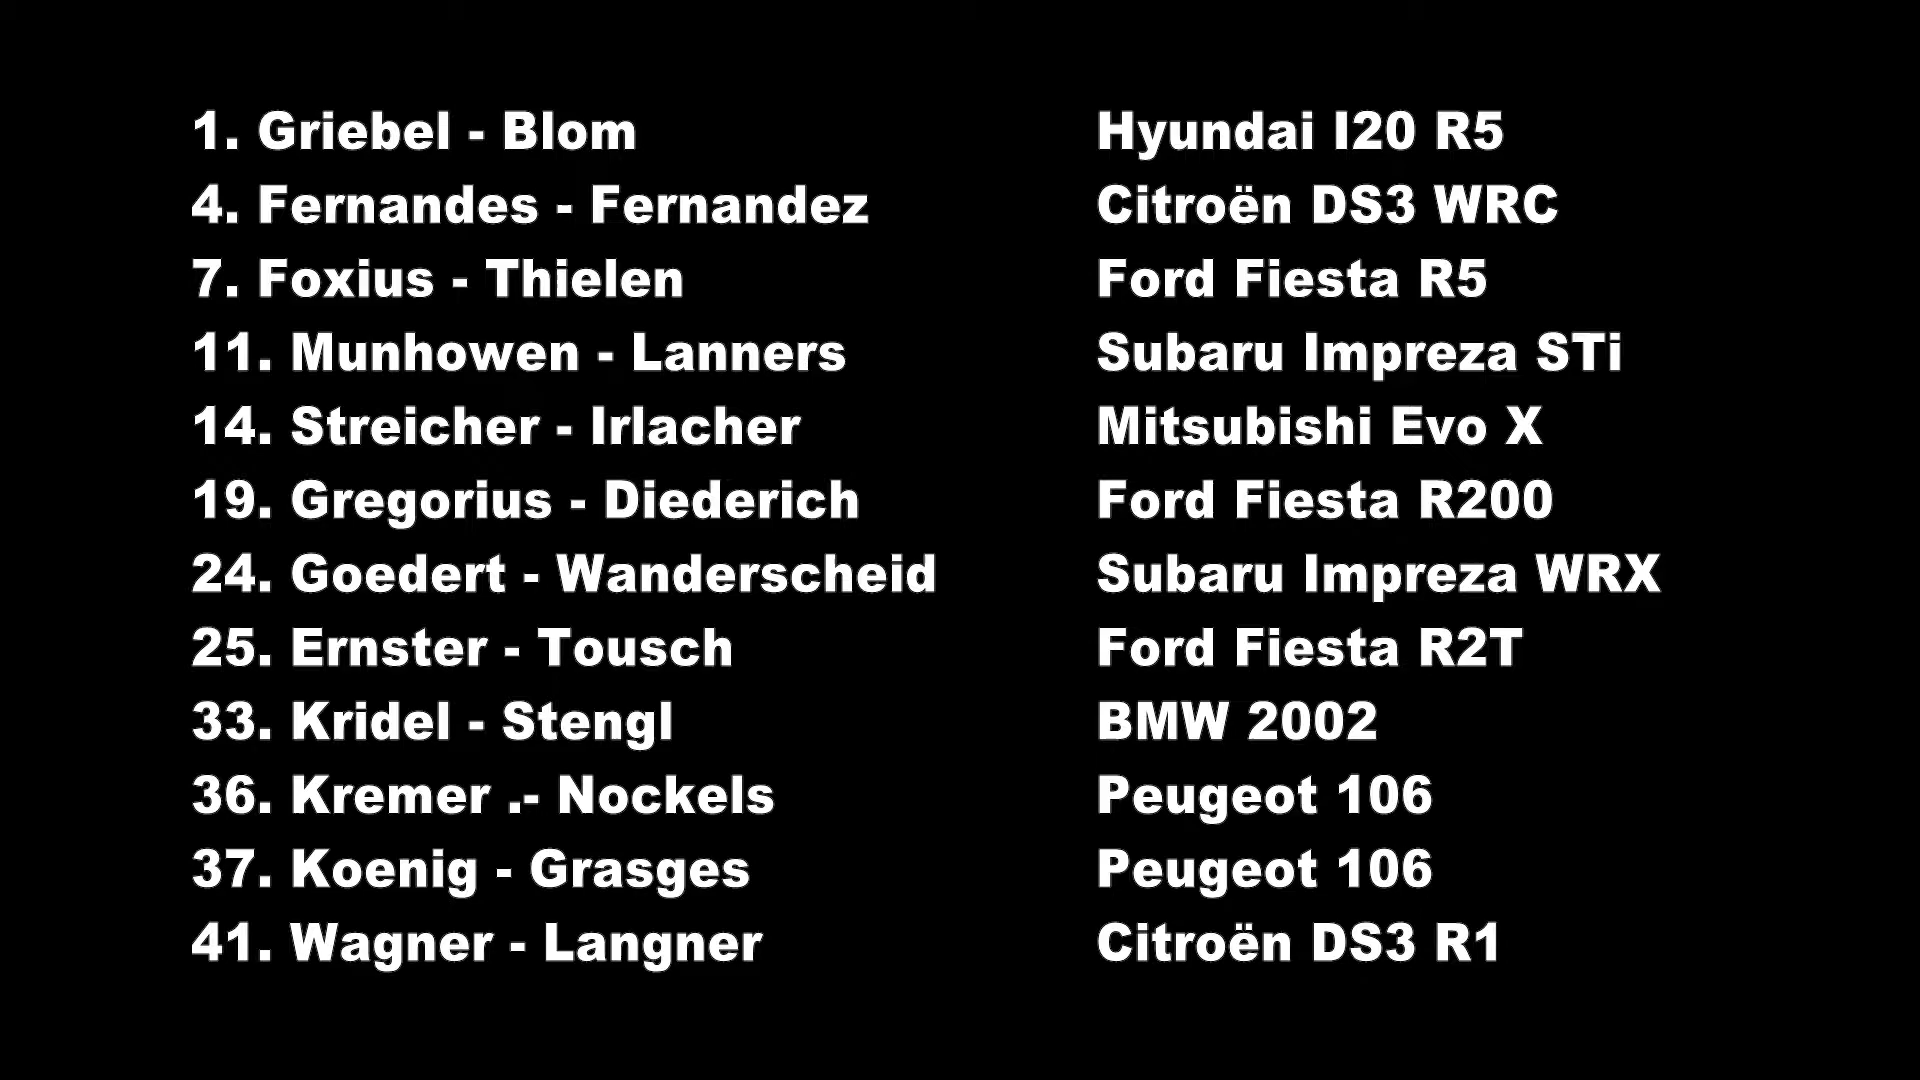 1. Griebel - Blom Hyundai I20 R5
4. Fernandes - Fernandez Citroën DS3 WRC
7. Foxius - Thielen Ford Fiesta R5
11. Munhowen - Lanners Subaru Impreza STi
14. Streicher - Irlacher Mitsubishi Evo X
19. Gregorius - Diederich Ford Fiesta R200
24. Goedert - Wanderscheid Subaru Impreza WRX
25. Ernster - Tousch Ford Fiesta R2T
33. Kridel - Stengl BMW 2002
36. Kremer .- Nockels Peugeot 106
37. Koenig - Grasges Peugeot 106
41. Wagner - Langner Citroën DS3 R1